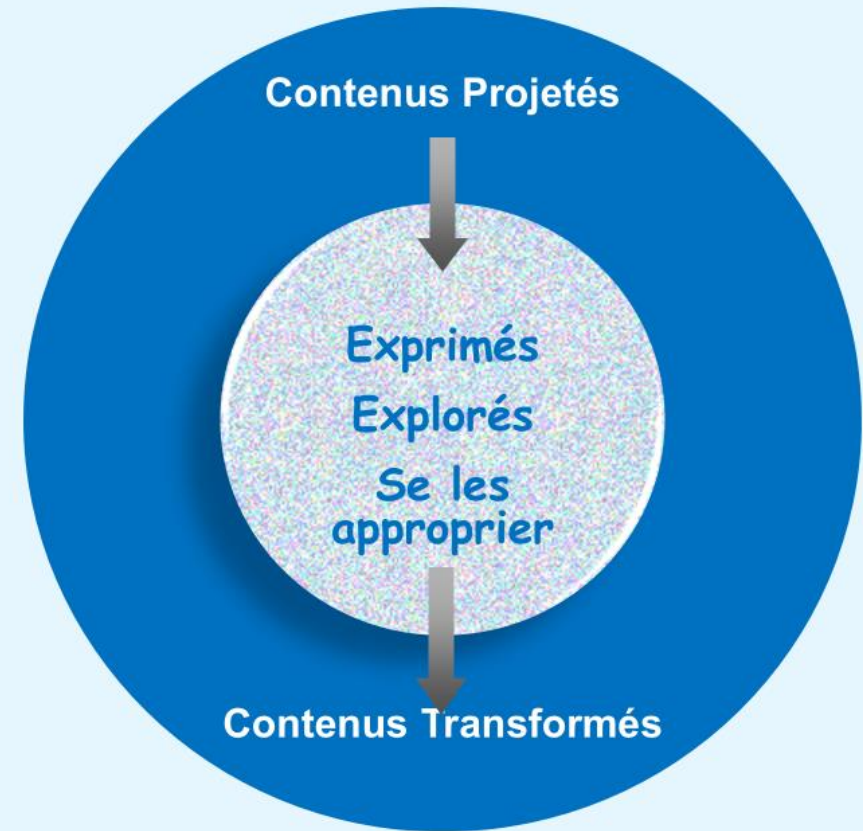 Contenus Projetés
Exprimés
Explorés
Se les
approprier
Contenus Transformés